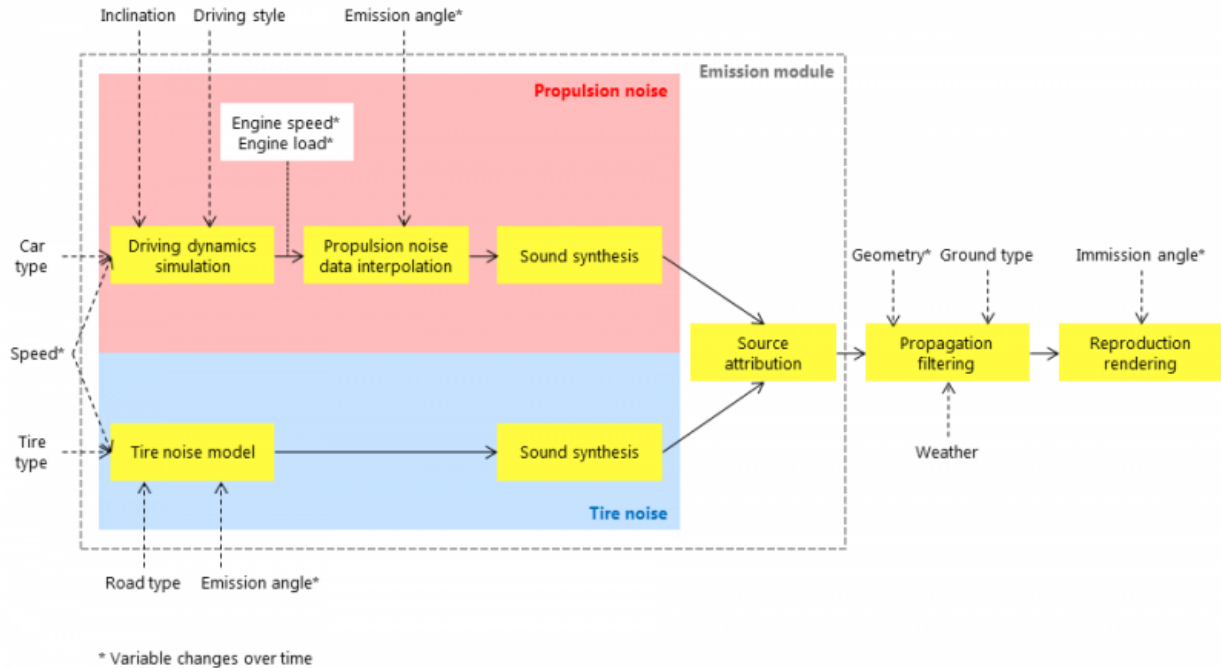 Inclination
Driving style
Emission angle*
Emission module
Propulsion noise
Engine speed*
Engine load*
Car
type
Driving dynamics
simulation
Propulsion noise
data interpolation
Sound synthesis
Geometry*
Ground type
Immission angle*
Speed*
Source
attribution
Propagation
filtering
Reproduction
rendering
Tire
type
Tire noise model
Sound synthesis
Weather
Tire noise
Road type
Emission angle*
* Variable changes over time